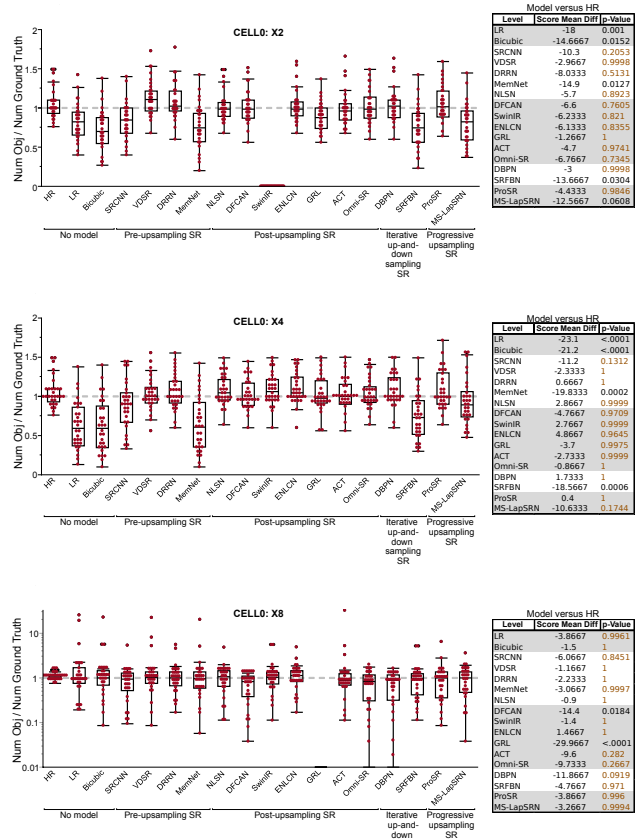 CELL0: X2
Num Obj / Num Ground Truth
2
1.5
1
0.5
0
HR LR Bicubic SRCNN VDSR DRRN MemNet NLSN DFCAN SwinIR ENLCN GRL ACT Omni-SR DBPN SRFBN ProSR MS-LapSRN
No model Pre-upsampling SR Post-upsampling SR Iterative up-and-down sampling SR Progressive upsampling SR
Model versus HR
Level Score Mean Diff p-Value
LR -18 0.001
Bicubic -14.6667 0.0152
SRCNN -10.3 0.2053
VDSR -2.9667 0.9998
DRRN -8.0333 0.5131
MemNet -14.9 0.0127
NLSN -5.7 0.8923
DFCAN -6.6 0.7605
SwinIR -6.2333 0.821
ENLCN -6.1333 0.8355
GRL -1.2667 1
ACT -4.7 0.9741
Omni-SR -6.7667 0.7345
DBPN -3 0.9998
SRFBN -13.6667 0.0304
ProSR -4.4333 0.9846
MS-LapSRN -12.5667 0.0608
CELL0: X4
Num Obj / Num Ground Truth
2
1.5
1
0.5
0
HR LR Bicubic SRCNN VDSR DRRN MemNet NLSN DFCAN SwinIR ENLCN GRL ACT Omni-SR DBPN SRFBN ProSR MS-LapSRN
No model Pre-upsampling SR Post-upsampling SR Iterative up-and-down sampling SR Progressive upsampling SR
Model versus HR
Level Score Mean Diff p-Value
LR -23.1 <.0001
Bicubic -21.2 <.0001
SRCNN -11.2 0.1312
VDSR -2.3333 1
DRRN 0.6667 1
MemNet -19.8333 0.0002
NLSN 2.8667 0.9999
DFCAN -4.7667 0.9709
SwinIR 2.7667 0.9999
ENLCN 4.8667 0.9645
GRL -3.7 0.9975
ACT -2.7333 0.9999
Omni-SR -0.8667 1
DBPN 1.7333 1
SRFBN -18.5667 0.0006
ProSR 0.4 1
MS-LapSRN -10.6333 0.1744
CELL0: X8
Num Obj / Num Ground Truth
10
1
0.1
0.01
HR LR Bicubic SRCNN VDSR DRRN MemNet NLSN DFCAN SwinIR ENLCN GRL ACT Omni-SR DBPN SRFBN ProSR MS-LapSRN
No model Pre-upsampling SR Post-upsampling SR Iterative up-and-down Progressive upsampling SR
Model versus HR
Level Score Mean Diff p-Value
LR -3.8667 0.9961
Bicubic -1.5 1
SRCNN -6.0667 0.8451
VDSR -1.1667 1
DRRN -2.2333 1
MemNet -3.0667 0.9997
NLSN -0.9 1
DFCAN -14.4 0.0184
SwinIR -1.4 1
ENLCN 1.4667 1
GRL -29.9667 <.0001
ACT -9.6 0.282
Omni-SR -9.7333 0.2667
DBPN -11.8667 0.0919
SRFBN -4.7667 0.971
ProSR -3.8667 0.996
MS-LapSRN -3.2667 0.9994